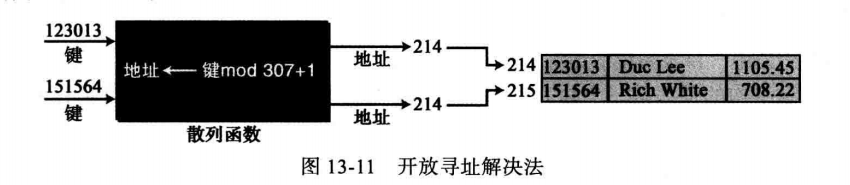 123013
键
151564
键
地址 ← 键mod 307+1
散列函数
地址 214
地址 214
214 123013 Duc Lee 1105.45
215 151564 Rich White 708.22
图 13-11 开放寻址解决法